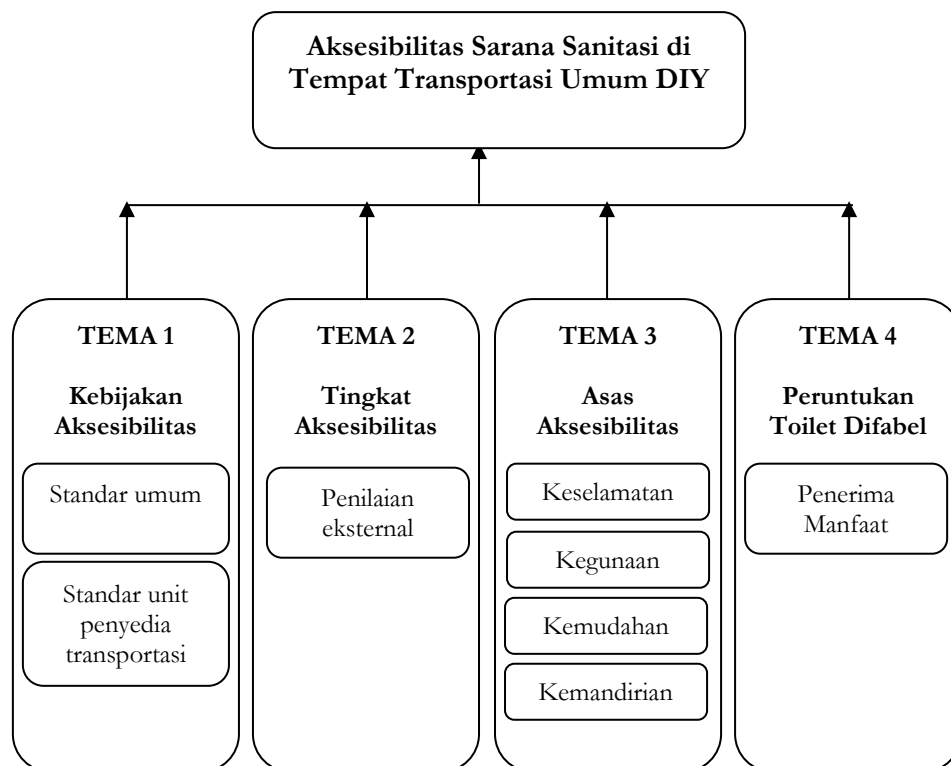 Aksesibilitas Sarana Sanitasi di
Tempat Transportasi Umum DIY
TEMA 1
Kebijakan
Aksesibilitas
Standar umum
Standar unit
penyedia
transportasi
TEMA 2
Tingkat
Aksesibilitas
Penilaian
eksternal
TEMA 3
Asas
Aksesibilitas
Keselamatan
Kegunaan
Kemudahan
Kemandirian
TEMA 4
Peruntukan
Toilet Difabel
Penerima
Manfaat